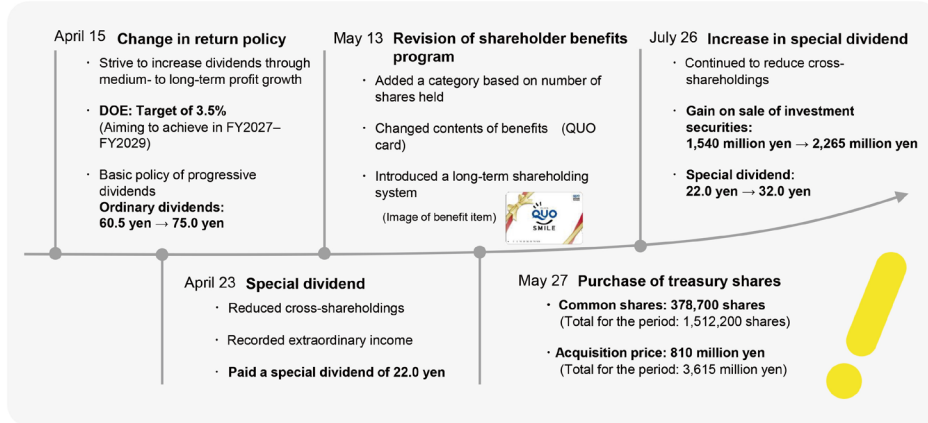 April 15 Change in return policy
・ Strive to increase dividends through
medium- to long-term profit growth
・ DOE: Target of 3.5%
(Aiming to achieve in FY2027–
FY2029)
・ Basic policy of progressive
dividends
Ordinary dividends:
60.5 yen → 75.0 yen
May 13 Revision of shareholder benefits
program
・ Added a category based on number of
shares held
・ Changed contents of benefits (QUO
card)
・ Introduced a long-term shareholding
system
(Image of benefit item)
QUO
SMILE
July 26 Increase in special dividend
・ Continued to reduce cross-
shareholdings
・ Gain on sale of investment
securities:
1,540 million yen → 2,265 million yen
・ Special dividend:
22.0 yen → 32.0 yen
April 23 Special dividend
・ Reduced cross-shareholdings
・ Recorded extraordinary income
・ Paid a special dividend of 22.0 yen
May 27 Purchase of treasury shares
・ Common shares: 378,700 shares
(Total for the period: 1,512,200 shares)
・ Acquisition price: 810 million yen
(Total for the period: 3,615 million yen)